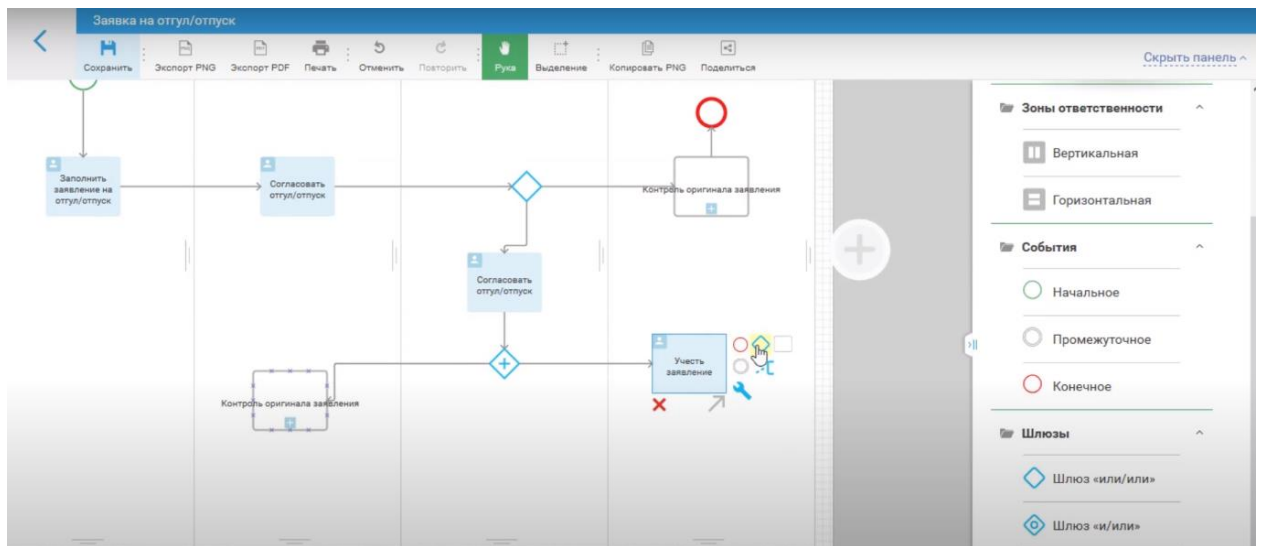 Заявка на отгул/отпуск
Сохранить
Экспорт PNG
Экспорт PDF
Печать
Отменить
Повторить
Рука
Выделение
Копировать PNG
Поделиться
Скрыть панель
Заполнить
заявление на
отгул/отпуск
Согласовать
отгул/отпуск
Контроль оригинала заявления
Согласовать
отгул/отпуск
Контроль оригинала заявления
Учесть
заявление
Зоны ответственности
Вертикальная
Горизонтальная
События
Начальное
Промежуточное
Конечное
Шлюзы
Шлюз «или/или»
Шлюз «и/или»